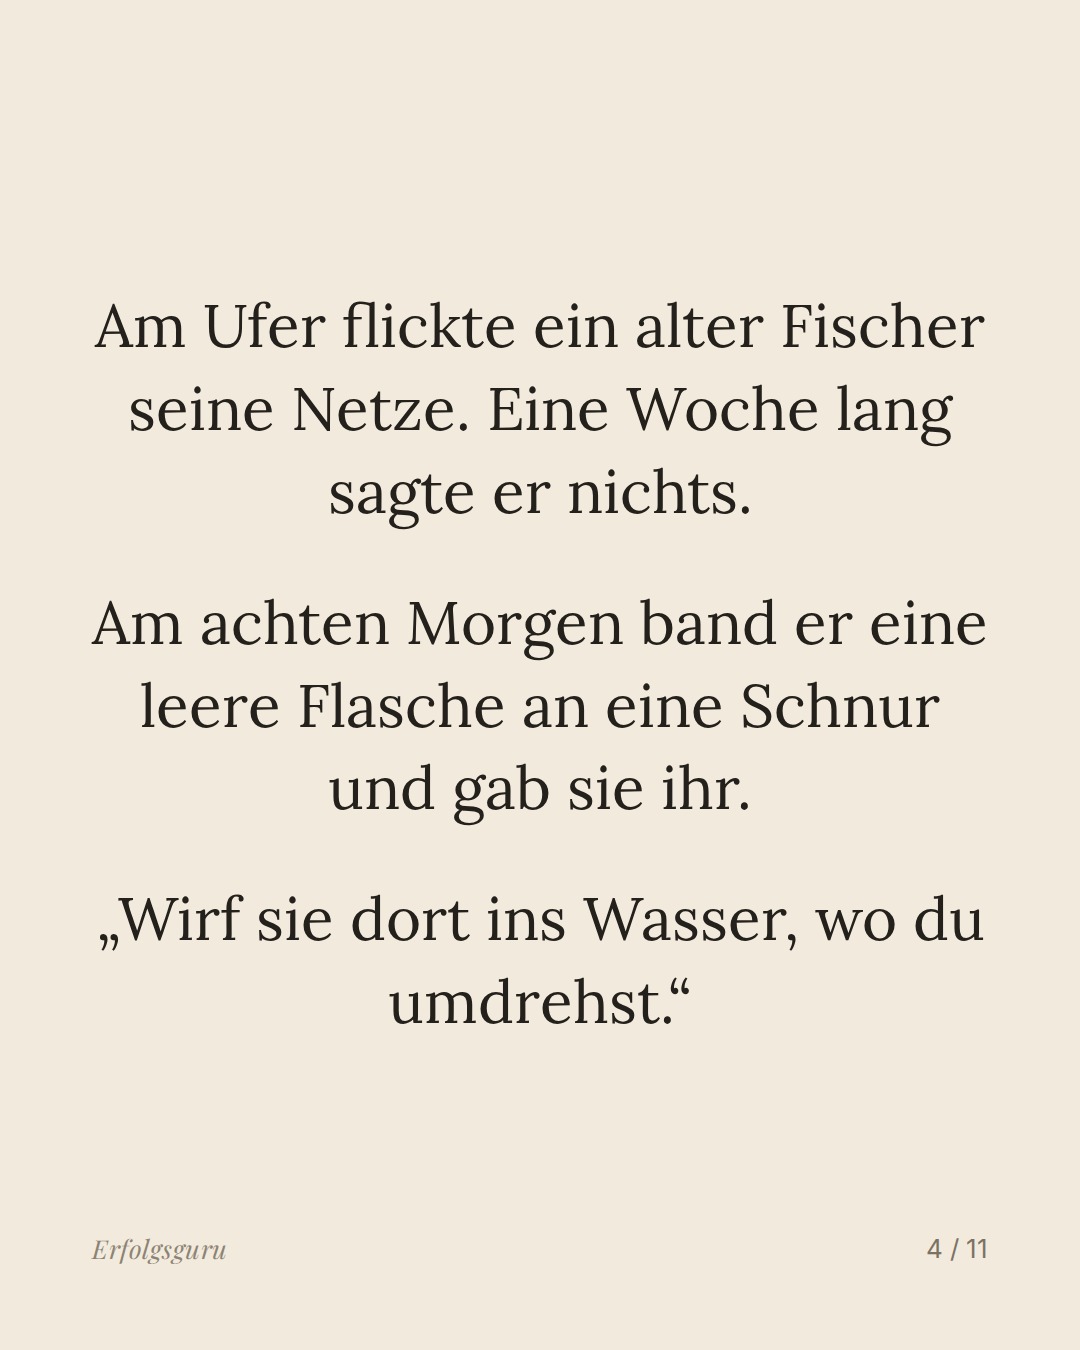 Am Ufer flickte ein alter Fischer
seine Netze. Eine Woche lang
sagte er nichts.
Am achten Morgen band er eine
leere Flasche an eine Schnur
und gab sie ihr.
„Wirf sie dort ins Wasser, wo du
umdrehst.“
Erfolgsguru
4 / 11